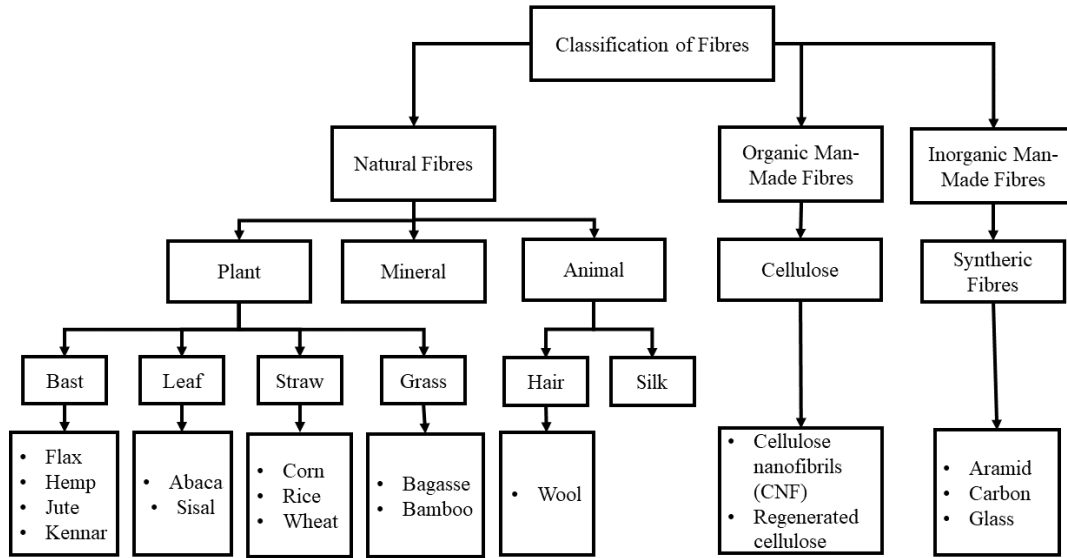 Classification of Fibres
Natural Fibres
Organic Man-
Made Fibres
Inorganic Man-
Made Fibres
Plant
Mineral
Animal
Cellulose
Syntheric
Fibres
Bast
Leaf
Straw
Grass
Hair
Silk
• Flax
• Hemp
• Jute
• Kennar
• Abaca
• Sisal
• Corn
• Rice
• Wheat
• Bagasse
• Bamboo
• Wool
• Cellulose
nanofibrils
(CNF)
• Regenerated
cellulose
• Aramid
• Carbon
• Glass